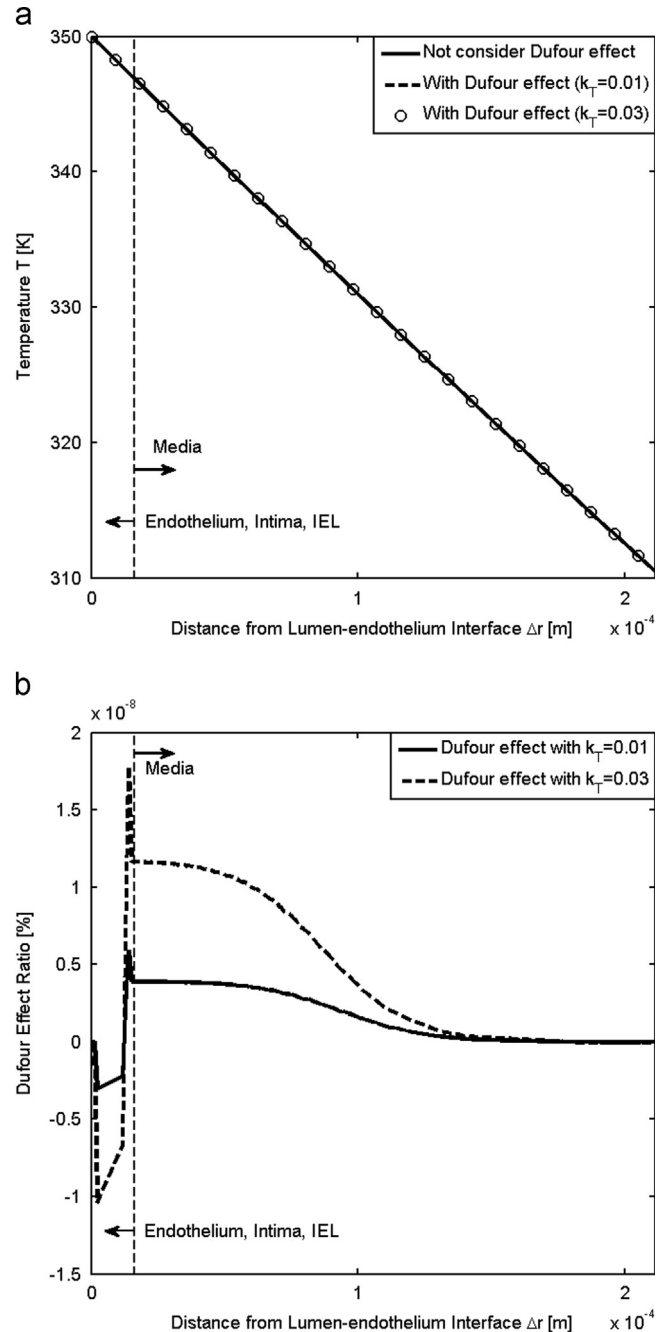 a
350
340
330
320
310
Temperature T [K]
Not consider Dufour effect
With Dufour effect (k_T=0.01)
With Dufour effect (k_T=0.03)
Media
Endothelium, Intima, IEL
0
1
2
x 10^-4
Distance from Lumen-endothelium Interface Δr [m]
b
x 10^-8
2
1.5
1
0.5
0
-0.5
-1
-1.5
Dufour Effect Ratio [%]
Dufour effect with k_T=0.01
Dufour effect with k_T=0.03
Media
Endothelium, Intima, IEL
0
1
2
x 10^-4
Distance from Lumen-endothelium Interface Δr [m]